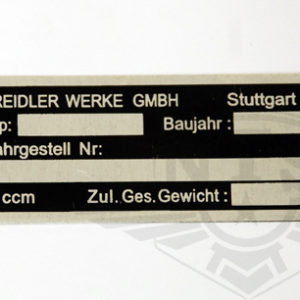 REIDLER WERKE GMBH Stuttgart
p: Baujahr :
ahrgestell Nr:
ccm Zul.Ges.Gewicht :